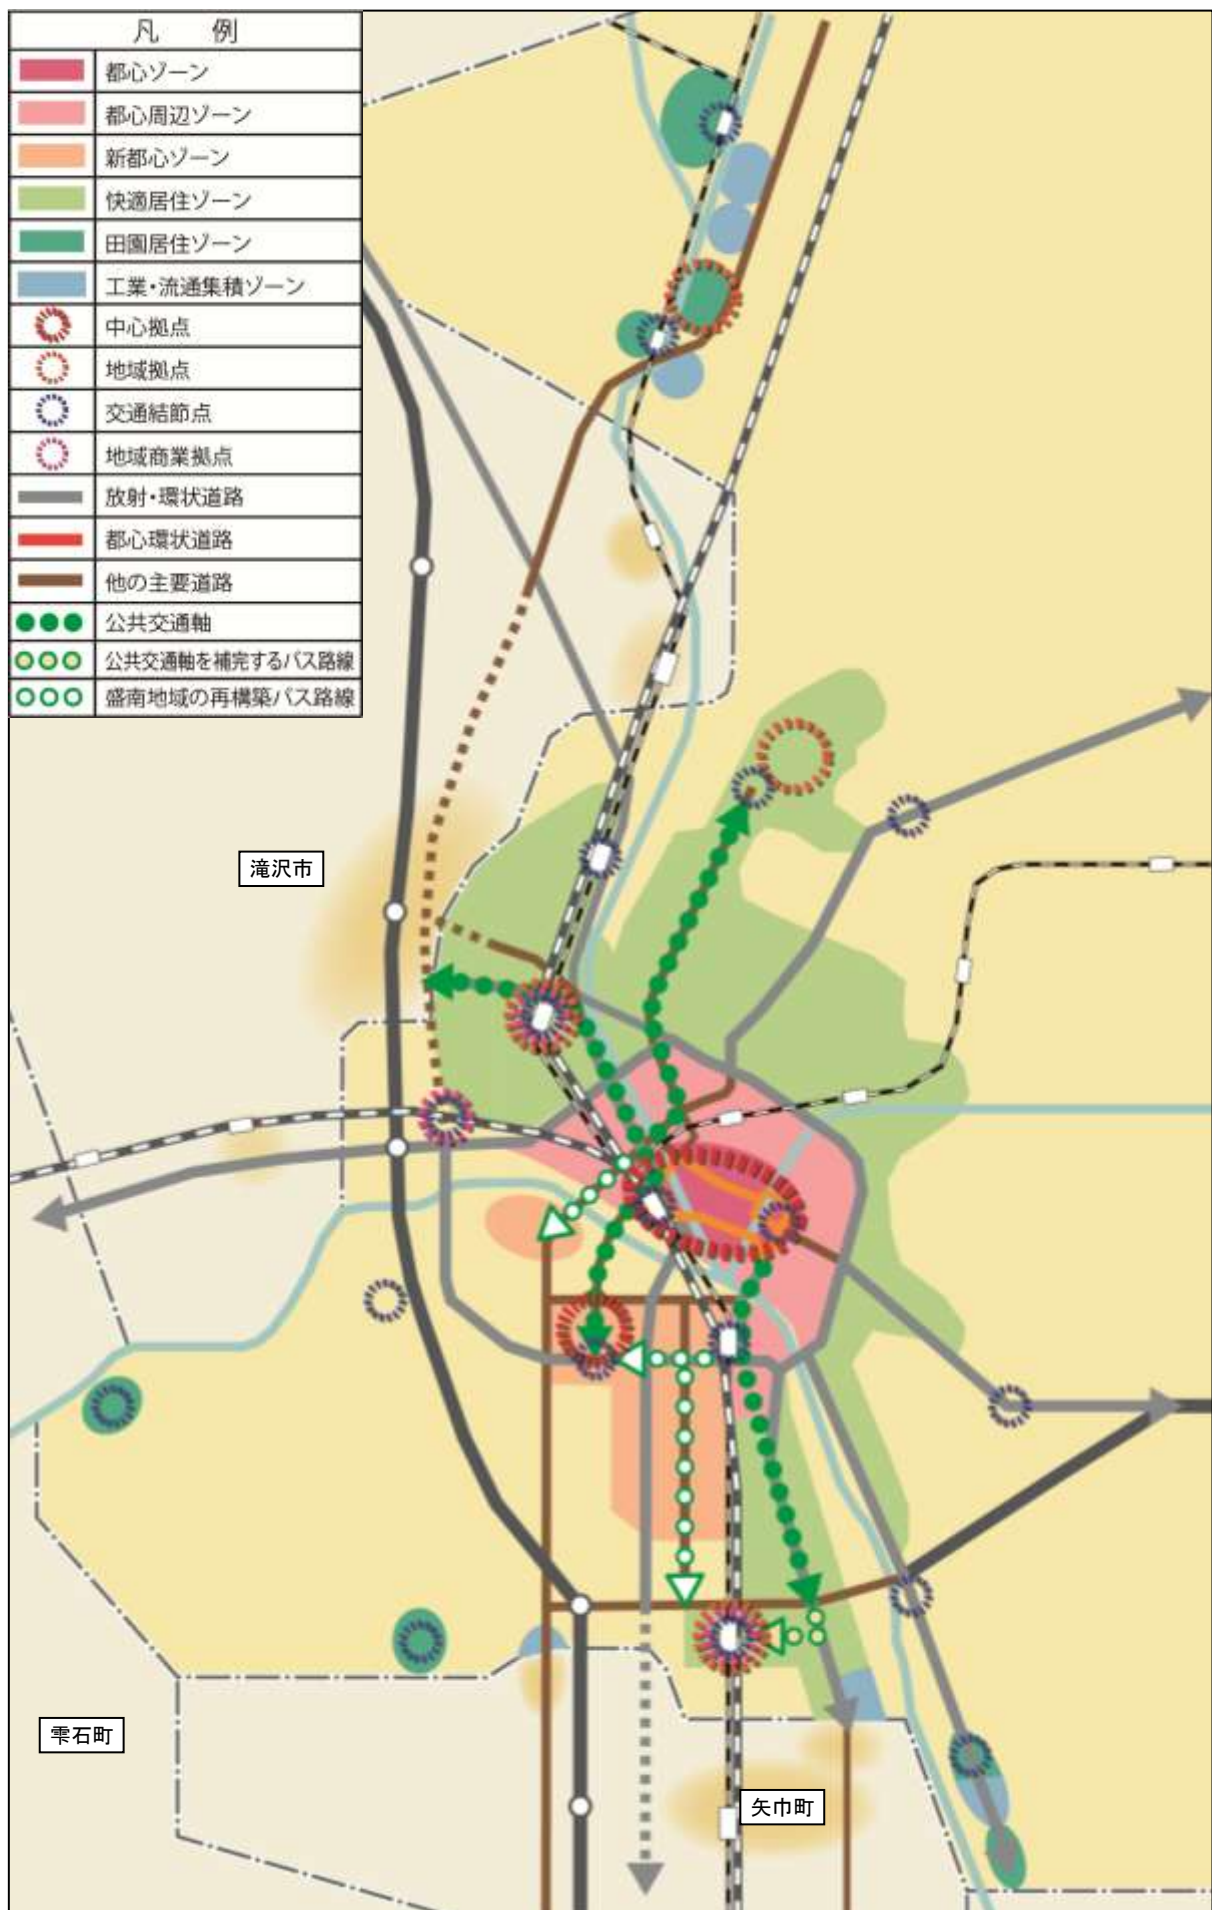 凡 例
都心ゾーン
都心周辺ゾーン
新都心ゾーン
快適居住ゾーン
田園居住ゾーン
工業・流通集積ゾーン
中心拠点
地域拠点
交通結節点
地域商業拠点
放射・環状道路
都心環状道路
他の主要道路
公共交通軸
公共交通軸を補完するバス路線
盛南地域の再構築バス路線
滝沢市
雫石町
矢巾町